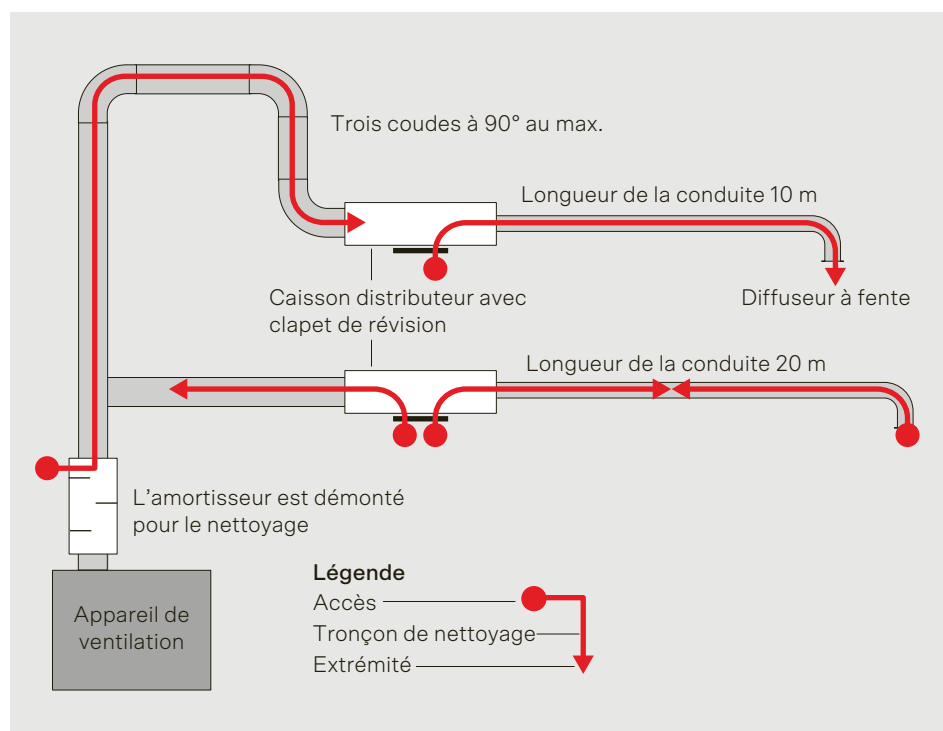 Trois coudes à 90° au max.
Longueur de la conduite 10 m
Caisson distributeur avec
clapet de révision
Diffuseur à fente
Longueur de la conduite 20 m
L’amortisseur est démonté
pour le nettoyage
Appareil de
ventilation
Légende
Accès
Tronçon de nettoyage
Extrémité